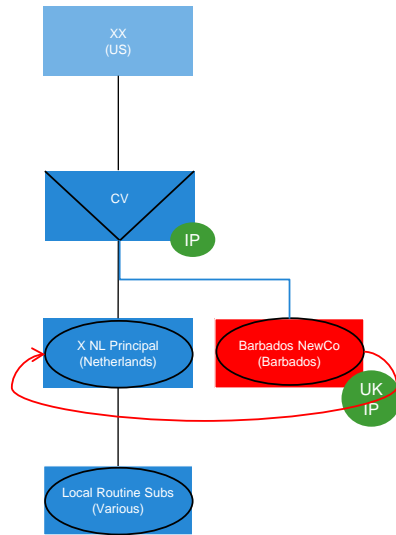 XX
(US)
CV
IP
X NL Principal
(Netherlands)
Barbados NewCo
(Barbados)
UK
IP
Local Routine Subs
(Various)